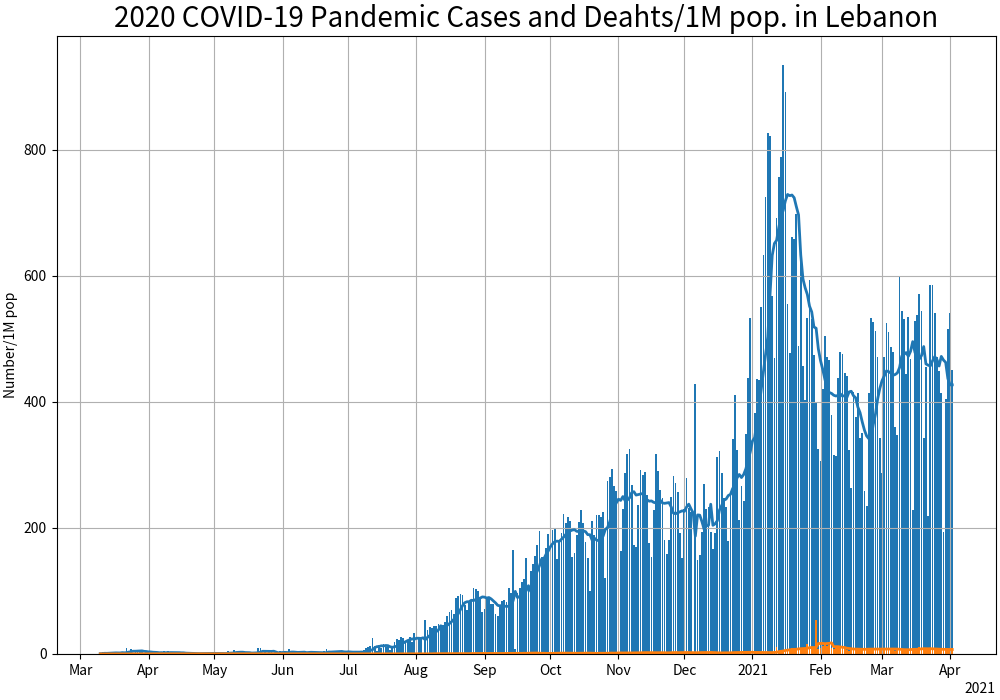 2020 COVID-19 Pandemic Cases and Deahts/1M pop. in Lebanon
Number/1M pop
800
600
400
200
0
Mar Apr May Jun Jul Aug Sep Oct Nov Dec 2021 Feb Mar Apr
2021